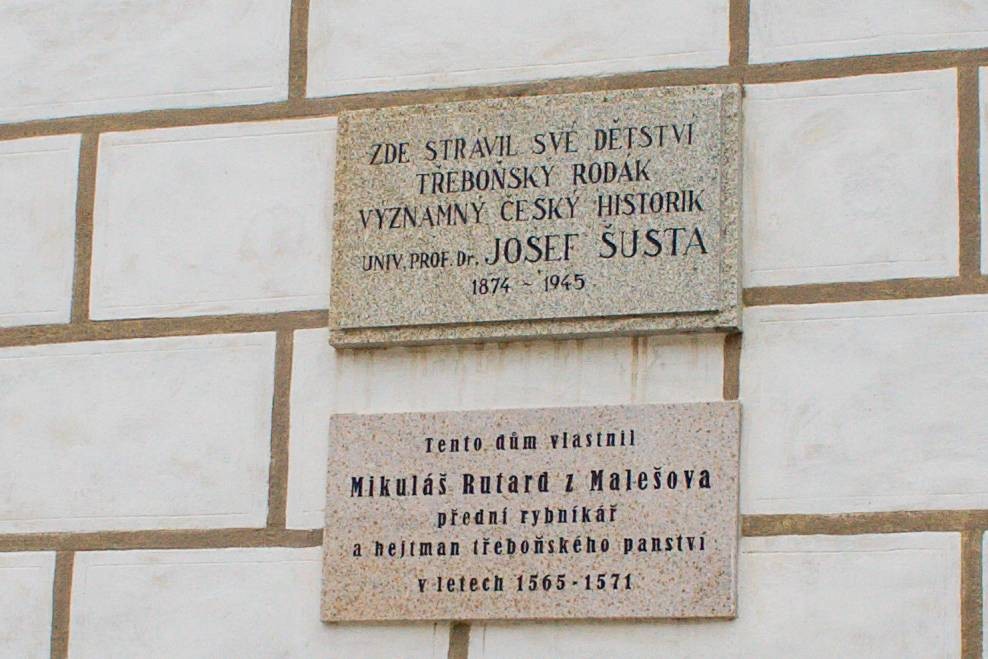 ZDE STRÁVIL SVÉ DĚTSTVÍ
TŘEBOŇSKÝ RODÁK
VÝZNAMNÝ ČESKÝ HISTORIK
UNIV. PROF. Dr. JOSEF ŠUSTA
1874 ~ 1945
Tento dům vlastnil
Mikuláš Rutard z Malešova
přední rybníkář
a hejtman třeboňského panství
v letech 1565-1571